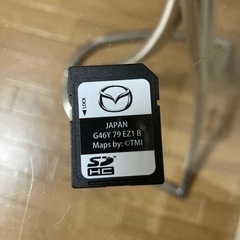 LOCK
JAPAN
G46Y 79 EZ1 B
Maps by: ©TMI
SD
HC